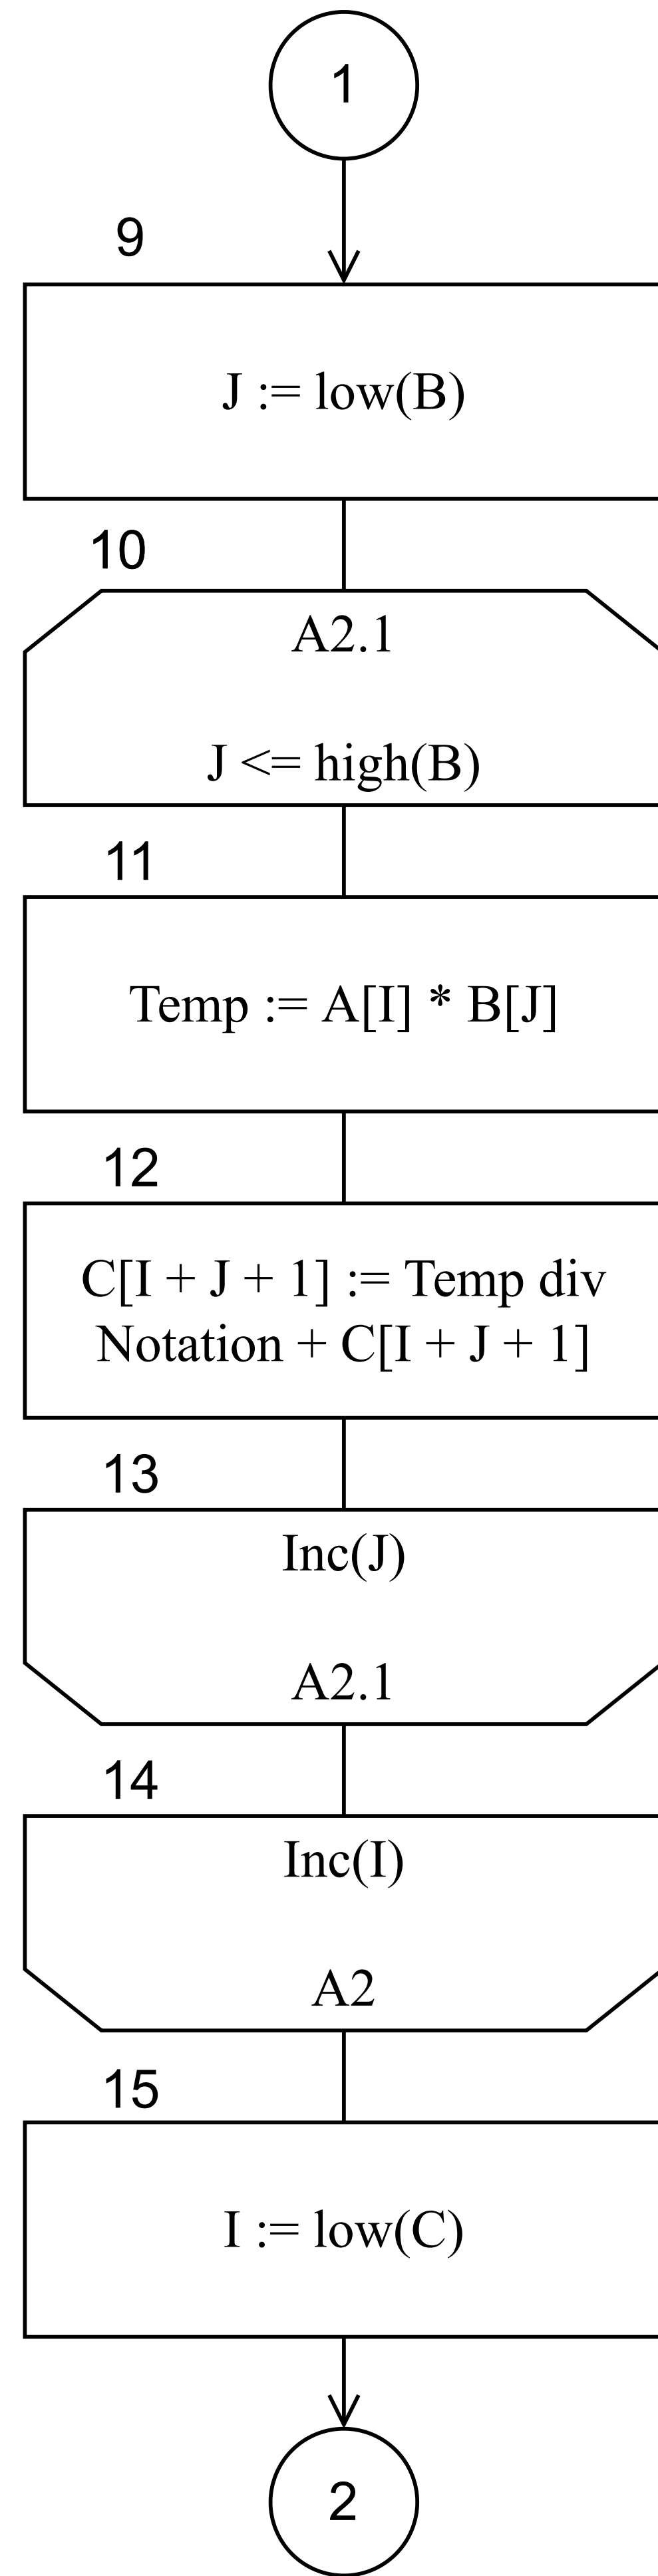 1
9
J := low(B)
10
A2.1
J <= high(B)
11
Temp := A[I] * B[J]
12
C[I + J + 1] := Temp div
Notation + C[I + J + 1]
13
Inc(J)
A2.1
14
Inc(I)
A2
15
I := low(C)
2